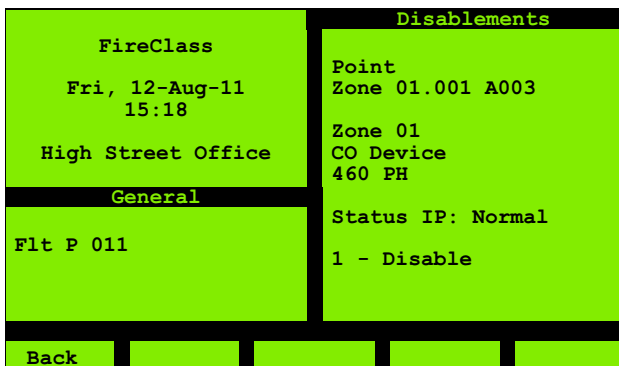 FireClass
Fri, 12-Aug-11
15:18
High Street Office
General
Flt P 011
Disablements
Point
Zone 01.001 A003
Zone 01
CO Device
460 PH
Status IP: Normal
1 - Disable
Back